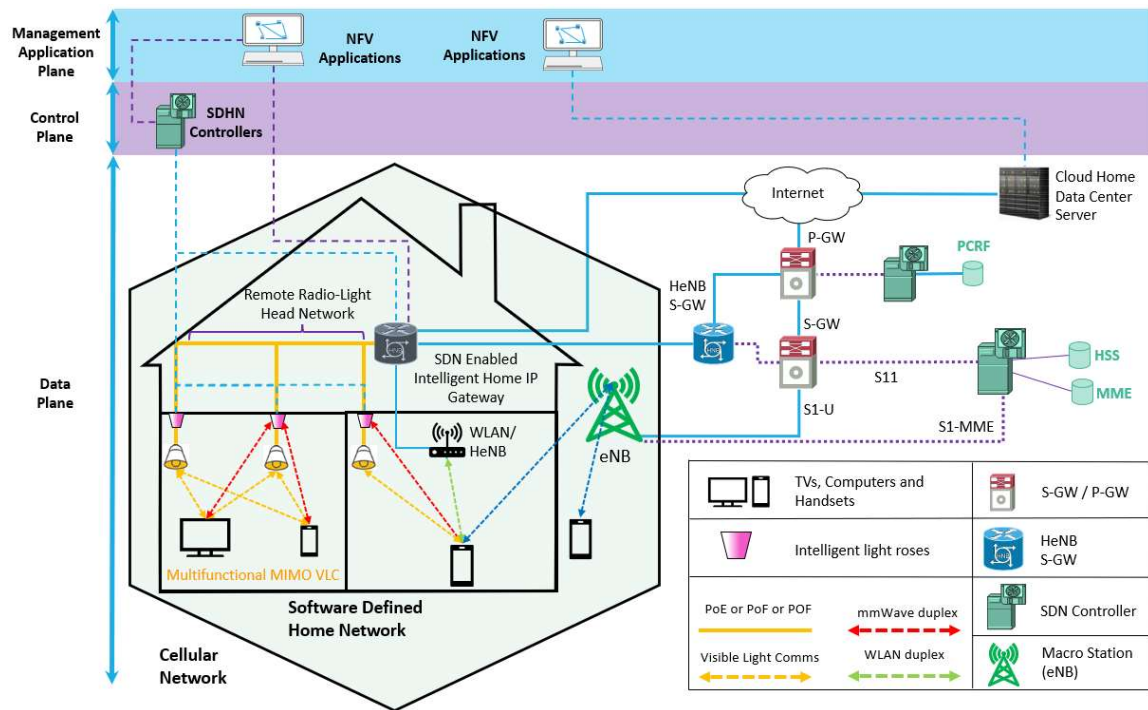 Management
Application
Plane
NFV
Applications
NFV
Applications
Control
Plane
SDHN
Controllers
Data
Plane
Internet
Cloud Home
Data Center
Server
P-GW
PCRF
HeNB
S-GW
S-GW
Remote Radio-Light
Head Network
SDN Enabled
Intelligent Home IP
Gateway
S11
HSS
MME
S1-U
S1-MME
WLAN/
HeNB
eNB
Multifunctional MIMO VLC
Software Defined
Home Network
Cellular
Network
TVs, Computers and
Handsets
S-GW / P-GW
Intelligent light roses
HeNB
S-GW
PoE or PoF or POF
mmWave duplex
SDN Controller
Visible Light Comms
WLAN duplex
Macro Station
(eNB)